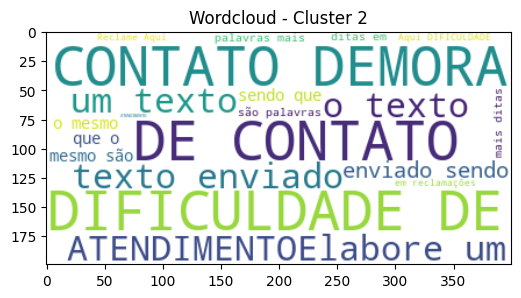 Wordcloud - Cluster 2
0
25
50
75
100
125
150
175
Reclame Aqui
palavras mais
ditas em
Aqui DIFICULDADE
CONTATO DEMORA
um texto
sendo que
o texto
são palavras
mais ditas
o mesmo
que o
DE CONTATO
mesmo são
texto enviado
enviado sendo
em reclamações
DIFICULDADE DE
ATENDIMENTOElabore um
0
50
100
150
200
250
300
350